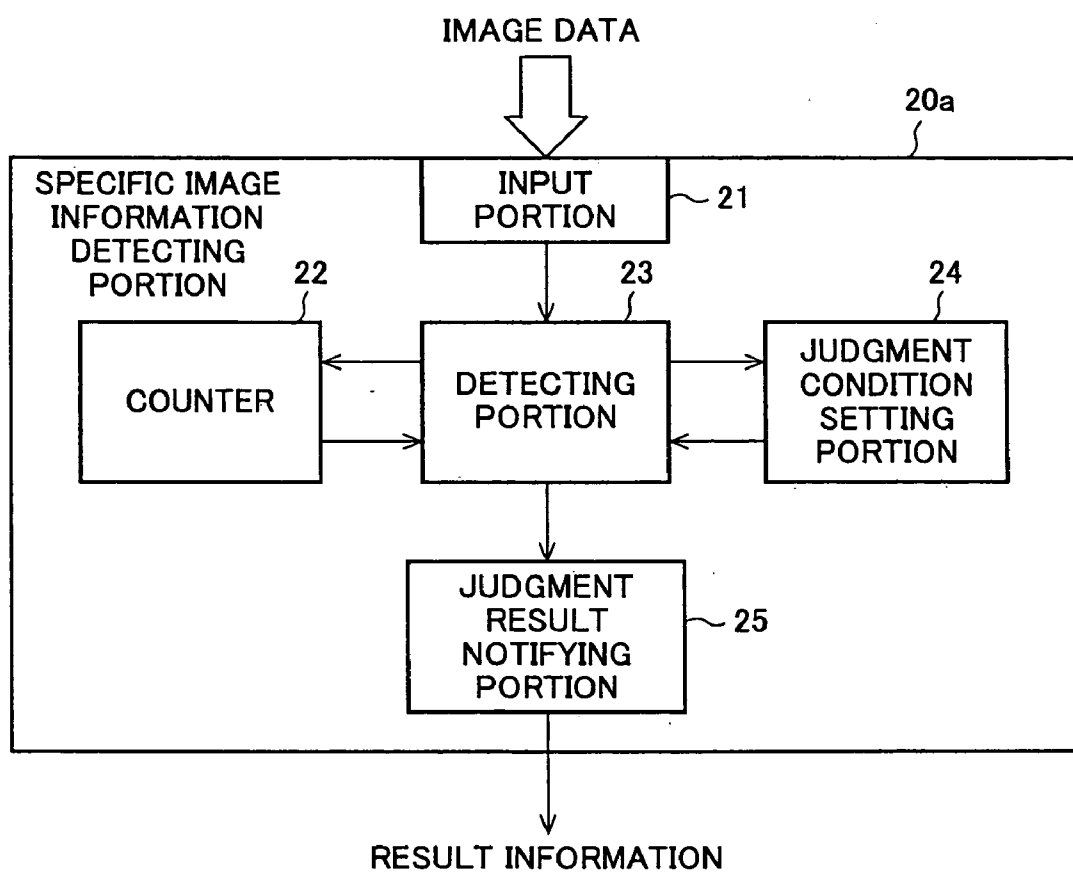 IMAGE DATA
20a
SPECIFIC IMAGE
INFORMATION
DETECTING
PORTION
INPUT
PORTION
21
22
23
24
COUNTER
DETECTING
PORTION
JUDGMENT
CONDITION
SETTING
PORTION
JUDGMENT
RESULT
NOTIFYING
PORTION
25
RESULT INFORMATION